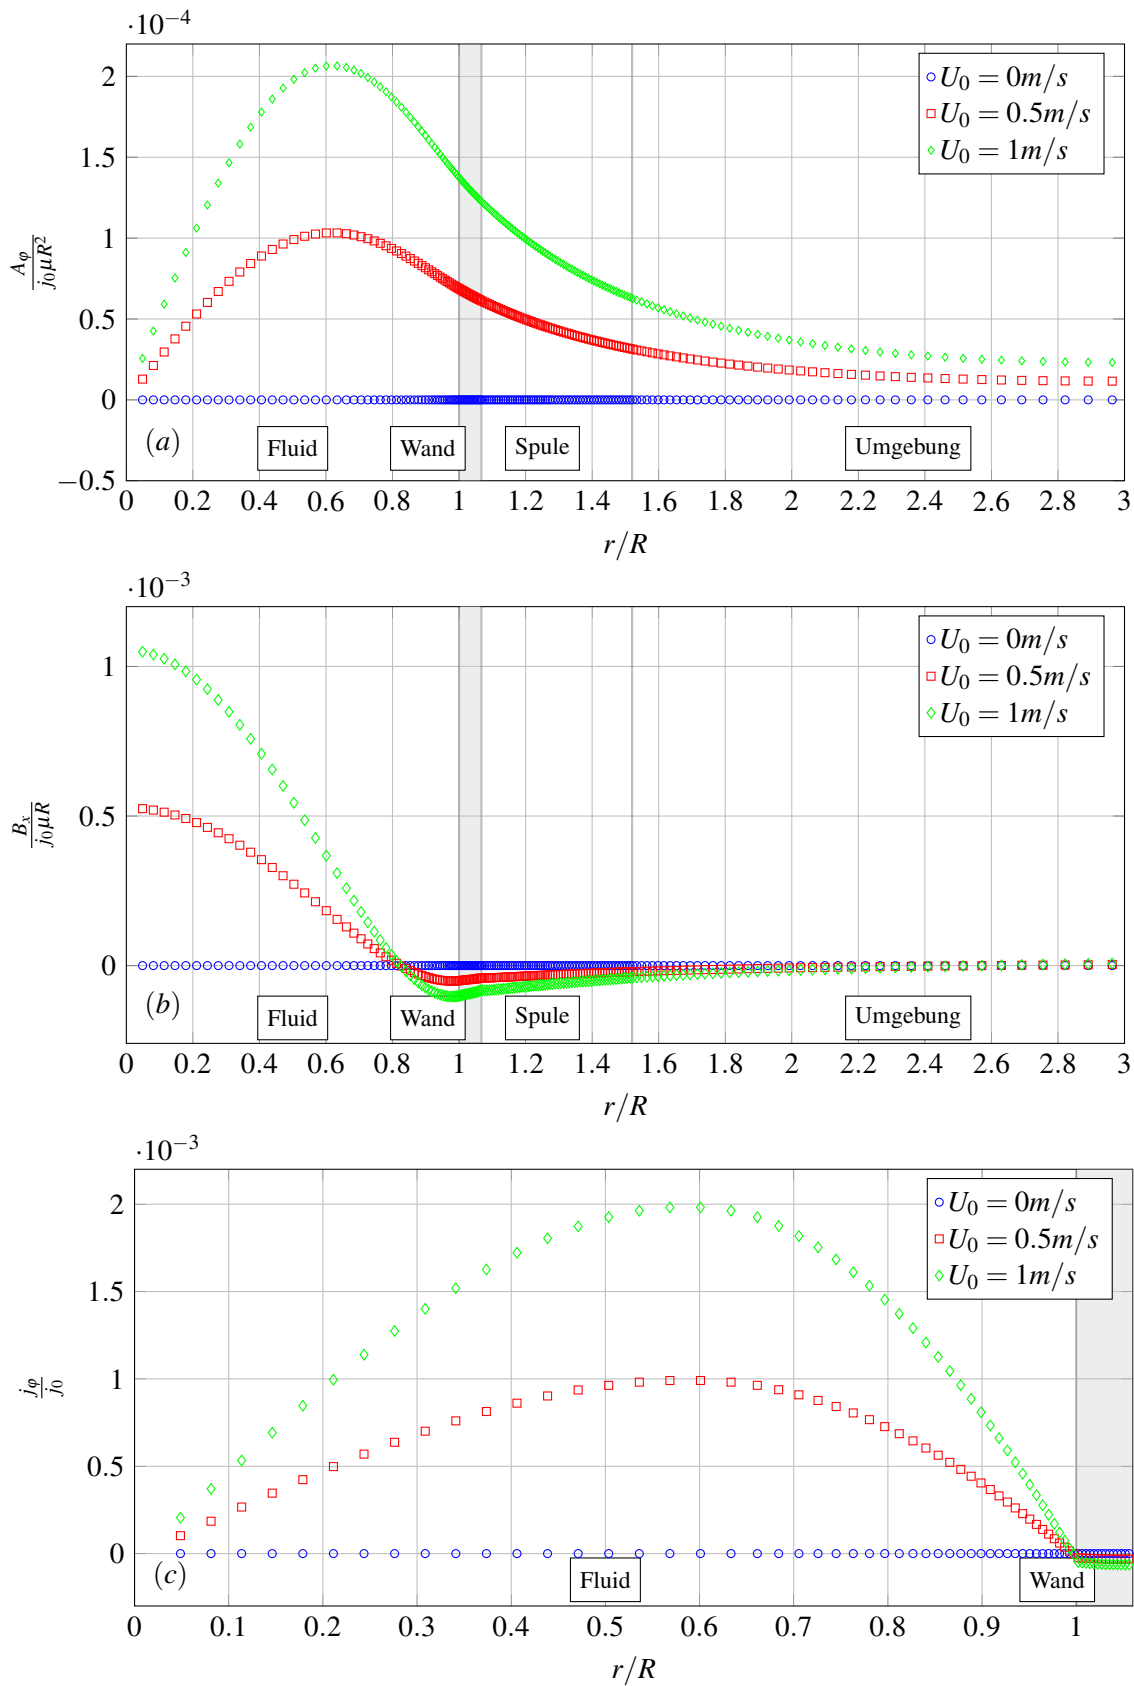 ·10⁻⁴
2
1.5
1
0.5
0
−0.5
A_φ / j₀μR²
U₀ = 0m/s
U₀ = 0.5m/s
U₀ = 1m/s
(a) Fluid Wand Spule Umgebung
0 0.2 0.4 0.6 0.8 1 1.2 1.4 1.6 1.8 2 2.2 2.4 2.6 2.8 3
r/R
·10⁻³
1
0.5
0
B_x / j₀μR
U₀ = 0m/s
U₀ = 0.5m/s
U₀ = 1m/s
(b) Fluid Wand Spule Umgebung
0 0.2 0.4 0.6 0.8 1 1.2 1.4 1.6 1.8 2 2.2 2.4 2.6 2.8 3
r/R
·10⁻³
2
1.5
1
0.5
0
j_φ / j₀
U₀ = 0m/s
U₀ = 0.5m/s
U₀ = 1m/s
(c) Fluid Wand
0 0.1 0.2 0.3 0.4 0.5 0.6 0.7 0.8 0.9 1
r/R